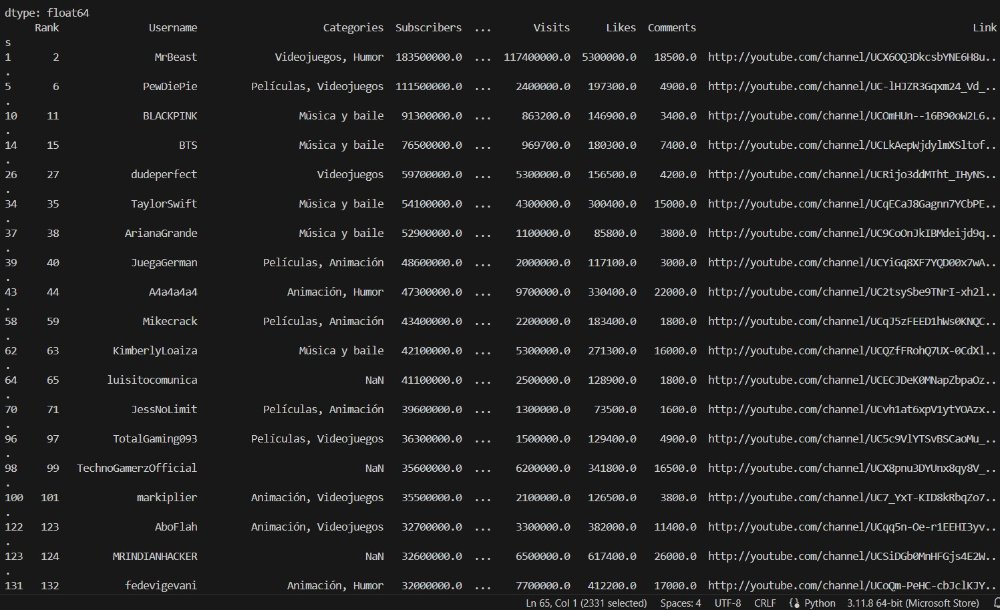 dtype: float64
Rank Username Categories Subscribers ... Visits Likes Comments Link
s
1 2 MrBeast Videojuegos, Humor 183500000.0 ... 117400000.0 5300000.0 18500.0 http://youtube.com/channel/UCX6OQ3DkcsbYNE6H8u..
.
5 6 PewDiePie Películas, Videojuegos 111500000.0 ... 2400000.0 197300.0 4900.0 http://youtube.com/channel/UC-lHJZR3Gqxm24_Vd_..
.
10 11 BLACKPINK Música y baile 91300000.0 ... 863200.0 146900.0 3400.0 http://youtube.com/channel/UCOmHUn--16B90oW2L6..
.
14 15 BTS Música y baile 76500000.0 ... 969700.0 180300.0 7400.0 http://youtube.com/channel/UCLkAepWjdylmXSltof..
.
26 27 dudeperfect Videojuegos 59700000.0 ... 5300000.0 156500.0 4200.0 http://youtube.com/channel/UCRijo3ddMTht_IHyNS..
.
34 35 TaylorSwift Música y baile 54100000.0 ... 4300000.0 300400.0 15000.0 http://youtube.com/channel/UCqECaJ8Gagnn7YCbPE..
.
37 38 ArianaGrande Música y baile 52900000.0 ... 1100000.0 85800.0 3800.0 http://youtube.com/channel/UC9CoOnJkIBMdeijd9q..
.
39 40 JuegaGerman Películas, Animación 48600000.0 ... 2000000.0 117100.0 3000.0 http://youtube.com/channel/UCYiGq8XF7YQD00x7wA..
.
43 44 A4a4a4a4 Animación, Humor 47300000.0 ... 9700000.0 330400.0 22000.0 http://youtube.com/channel/UC2tsySbe9TNrI-xh2l..
.
58 59 Mikecrack Películas, Animación 43400000.0 ... 2200000.0 183400.0 1800.0 http://youtube.com/channel/UCqJ5zFEED1hWs0KNQC..
.
62 63 KimberlyLoaiza Música y baile 42100000.0 ... 5300000.0 271300.0 16000.0 http://youtube.com/channel/UCQZfFRohQ7UX-0CdXl..
.
64 65 luisitocomunica NaN 41100000.0 ... 2500000.0 128900.0 1800.0 http://youtube.com/channel/UCECJDeK0MNapZbpaOz..
.
70 71 JessNoLimit Películas, Animación 39600000.0 ... 1300000.0 73500.0 1600.0 http://youtube.com/channel/UCvh1at6xpV1ytYOAzx..
.
96 97 TotalGaming093 Películas, Videojuegos 36300000.0 ... 1500000.0 129400.0 4900.0 http://youtube.com/channel/UC5c9VlYTSvBSCaoMu_..
.
98 99 TechnoGamerzOfficial NaN 35600000.0 ... 6200000.0 341800.0 16500.0 http://youtube.com/channel/UCX8pnu3DYUnx8qy8V_..
.
100 101 markiplier Animación, Videojuegos 35500000.0 ... 2100000.0 126500.0 3800.0 http://youtube.com/channel/UC7_YxT-KID8kRbqZo7..
.
122 123 AboFlah Animación, Videojuegos 32700000.0 ... 3300000.0 382000.0 11400.0 http://youtube.com/channel/UCqq5n-Oe-r1EEHI3yv..
.
123 124 MRINDIANHACKER NaN 32600000.0 ... 6500000.0 617400.0 26000.0 http://youtube.com/channel/UCSiDGb0MnHFGjs4E2W..
.
131 132 fedevigevani Animación, Humor 32000000.0 ... 7700000.0 412200.0 17000.0 http://youtube.com/channel/UCoQm-PeHC-cbJclKJY..
Ln 65, Col 1 (2331 selected) Spaces: 4 UTF-8 CRLF Python 3.11.8 64-bit (Microsoft Store)